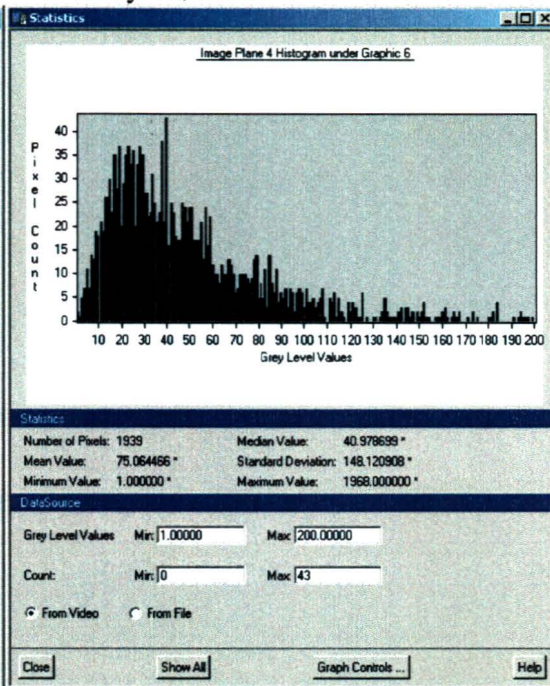 Statistics
Image Plane 4 Histogram under Graphic 6
Pixel Count
40
35
30
25
20
15
10
5
0
10 20 30 40 50 60 70 80 90 100 110 120 130 140 150 160 170 180 190 200
Grey Level Values
Statistics
Number of Pixels: 1939 Median Value: 40.978699 *
Mean Value: 75.064466 * Standard Deviation: 148.120908 *
Minimum Value: 1.000000 * Maximum Value: 1968.000000 *
DataSource
Grey Level Values Min: 1.00000 Max: 200.00000
Count: Min: 0 Max: 43
From Video From File
Close Show All Graph Controls ... Help